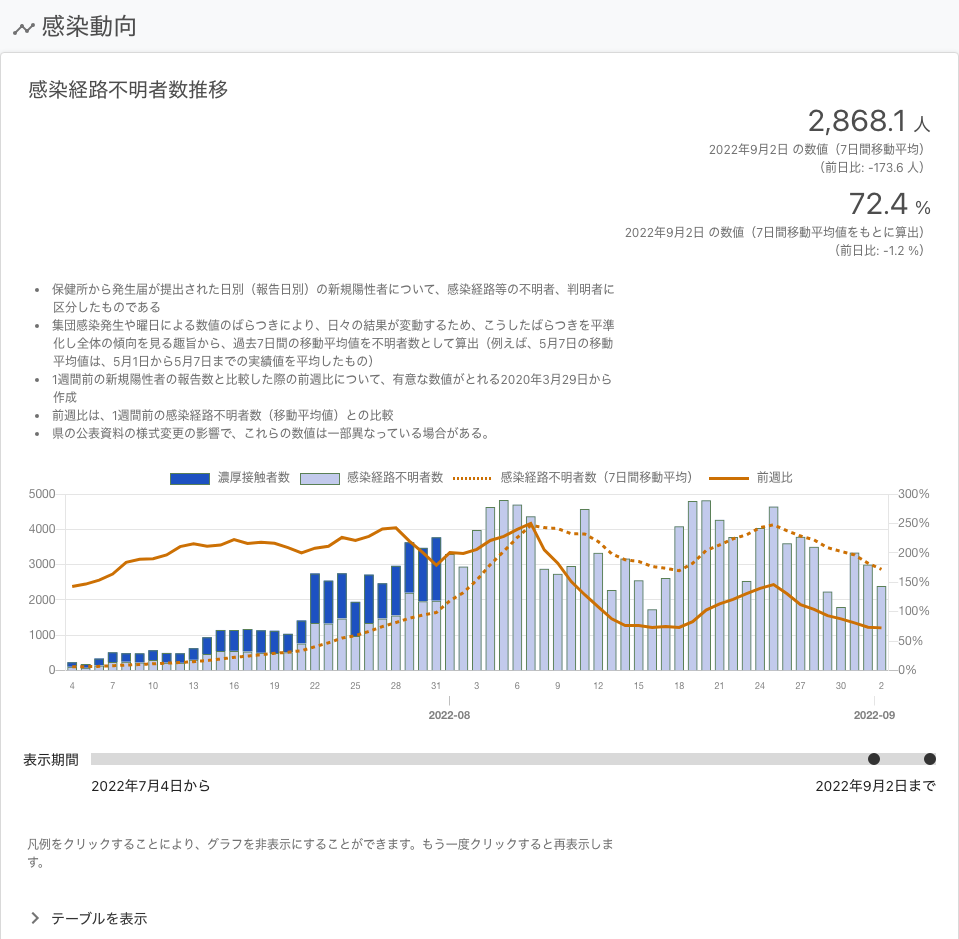 感染動向
感染経路不明者数推移
2,868.1 人
2022年9月2日 の数値（7日間移動平均）
（前日比: -173.6 人）
72.4 %
2022年9月2日 の数値（7日間移動平均値をもとに算出）
（前日比: -1.2 %）
• 保健所から発生届が提出された日別（報告日別）の新規陽性者について、感染経路等の不明者、判明者に
区分したものである
• 集団感染発生や曜日による数値のばらつきにより、日々の結果が変動するため、こうしたばらつきを平準
化し全体の傾向を見る趣旨から、過去7日間の移動平均値を不明者数として算出（例えば、5月7日の移動
平均値は、5月1日から5月7日までの実績値を平均したもの）
• 1週間前の新規陽性者の報告数と比較した際の前週比について、有意な数値がとれる2020年3月29日から
作成
• 前週比は、1週間前の感染経路不明者数（移動平均値）との比較
• 県の公表資料の様式変更の影響で、これらの数値は一部異なっている場合がある。
濃厚接触者数 感染経路不明者数 感染経路不明者数（7日間移動平均） 前週比
5000 300%
250%
4000
200%
3000
150%
2000
100%
1000
50%
0 0%
4 7 10 13 16 19 22 25 28 31 3 6 9 12 15 18 21 24 27 30 2
2022-08 2022-09
表示期間
2022年7月4日から 2022年9月2日まで
凡例をクリックすることにより、グラフを非表示にすることができます。もう一度クリックすると再表示しま
す。
テーブルを表示